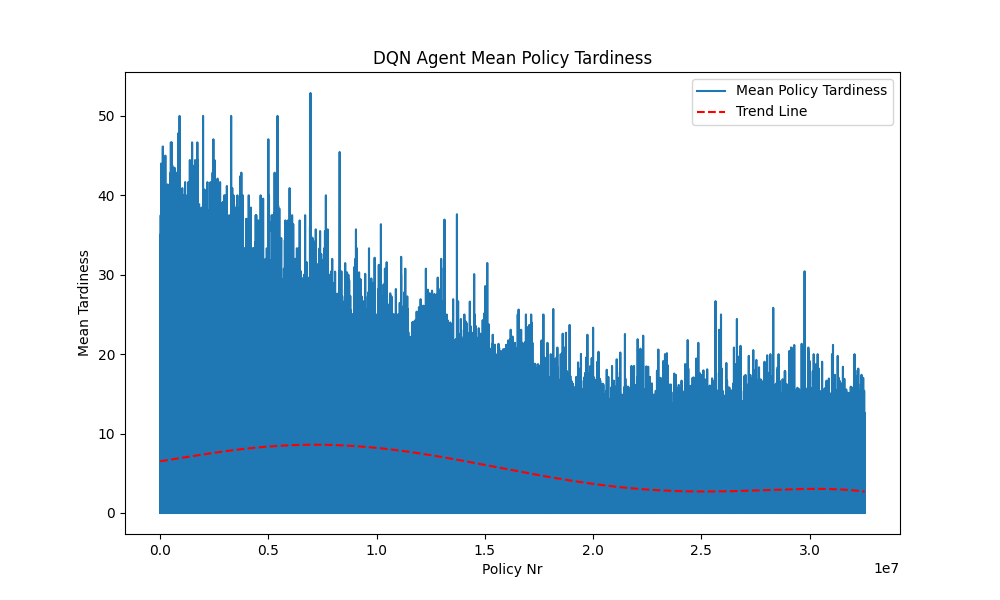 DQN Agent Mean Policy Tardiness
Mean Policy Tardiness
Trend Line
Mean Tardiness
50
40
30
20
10
0
0.0 0.5 1.0 1.5 2.0 2.5 3.0
1e7
Policy Nr